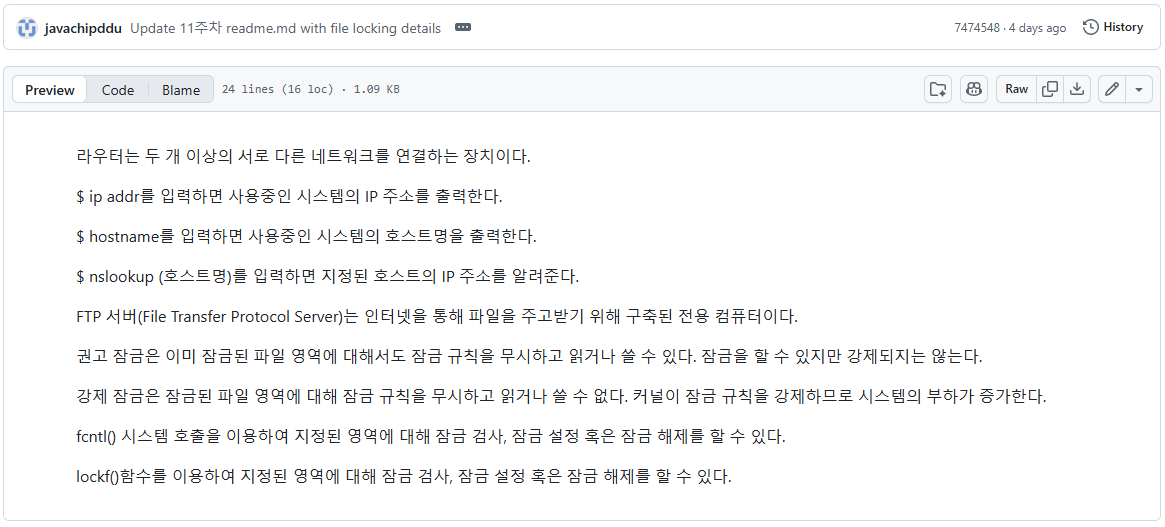 javachipddu Update 11주차 readme.md with file locking details
7474548 · 4 days ago History
Preview Code Blame 24 lines (16 loc) · 1.09 KB Raw
라우터는 두 개 이상의 서로 다른 네트워크를 연결하는 장치이다.
$ ip addr를 입력하면 사용중인 시스템의 IP 주소를 출력한다.
$ hostname를 입력하면 사용중인 시스템의 호스트명을 출력한다.
$ nslookup (호스트명)를 입력하면 지정된 호스트의 IP 주소를 알려준다.
FTP 서버(File Transfer Protocol Server)는 인터넷을 통해 파일을 주고받기 위해 구축된 전용 컴퓨터이다.
권고 잠금은 이미 잠금된 파일 영역에 대해서도 잠금 규칙을 무시하고 읽거나 쓸 수 있다. 잠금을 할 수 있지만 강제되지는 않는다.
강제 잠금은 잠금된 파일 영역에 대해 잠금 규칙을 무시하고 읽거나 쓸 수 없다. 커널이 잠금 규칙을 강제하므로 시스템의 부하가 증가한다.
fcntl() 시스템 호출을 이용하여 지정된 영역에 대해 잠금 검사, 잠금 설정 혹은 잠금 해제를 할 수 있다.
lockf()함수를 이용하여 지정된 영역에 대해 잠금 검사, 잠금 설정 혹은 잠금 해제를 할 수 있다.